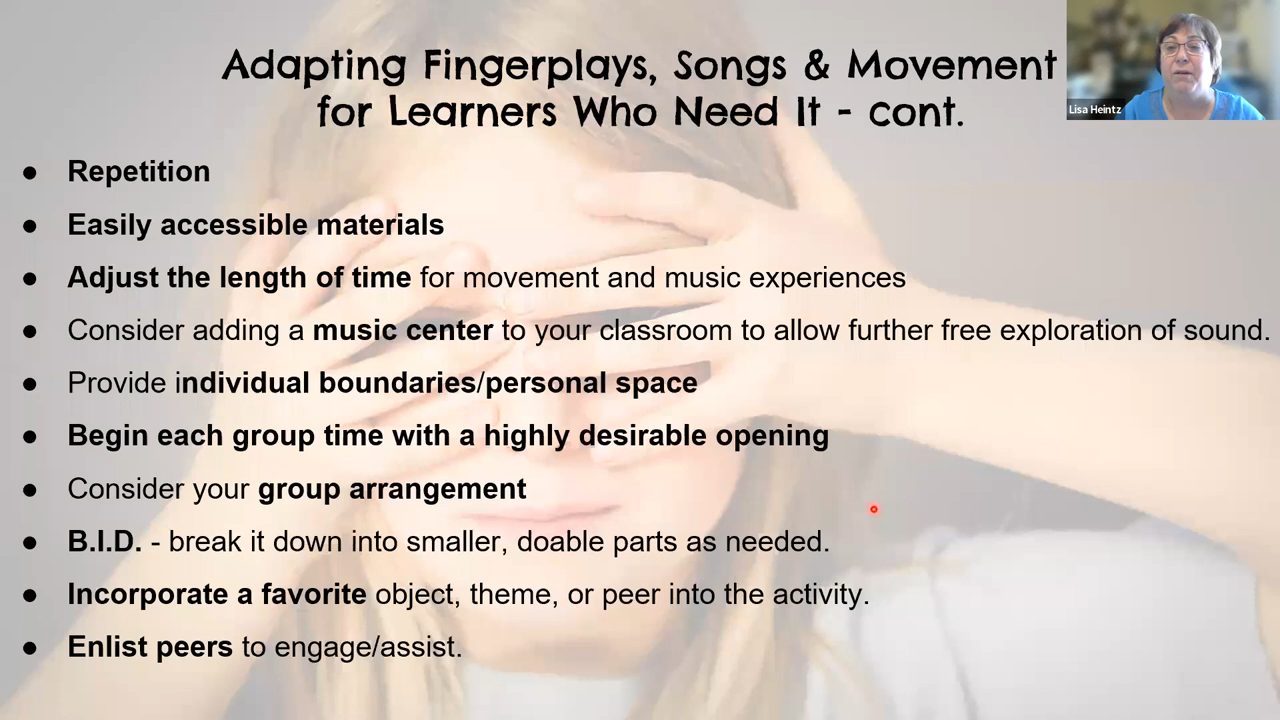 Adapting Fingerplays, Songs & Movement
for Learners Who Need It - cont.
Lisa Heintz
● Repetition
● Easily accessible materials
● Adjust the length of time for movement and music experiences
● Consider adding a music center to your classroom to allow further free exploration of sound.
● Provide individual boundaries/personal space
● Begin each group time with a highly desirable opening
● Consider your group arrangement
● B.I.D. - break it down into smaller, doable parts as needed.
● Incorporate a favorite object, theme, or peer into the activity.
● Enlist peers to engage/assist.